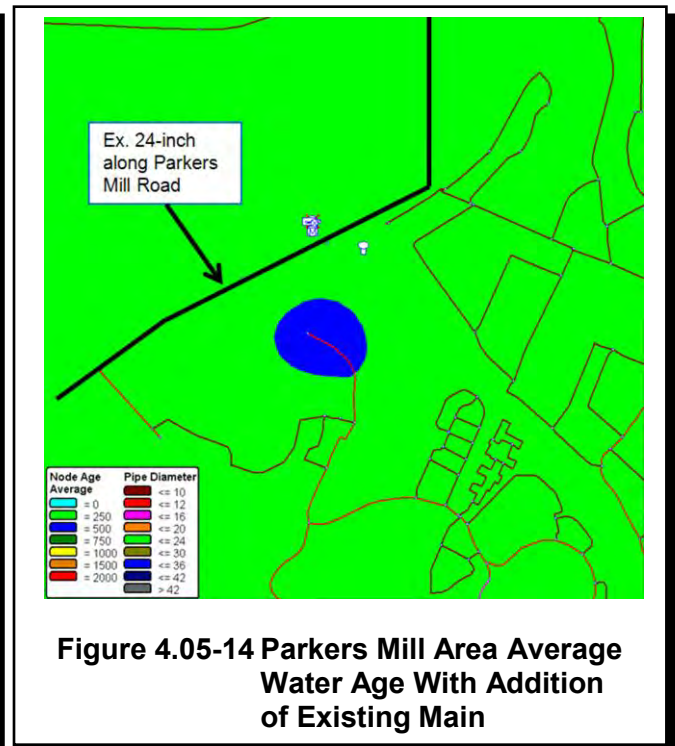 Ex. 24-inch
along Parkers
Mill Road
Node Age Pipe Diameter
Average
<= 10
= 0 <= 12
= 250 <= 16
= 500 <= 20
= 750 <= 24
= 1000 <= 30
= 1500 <= 36
= 2000 <= 42
> 42
Figure 4.05-14 Parkers Mill Area Average
Water Age With Addition
of Existing Main